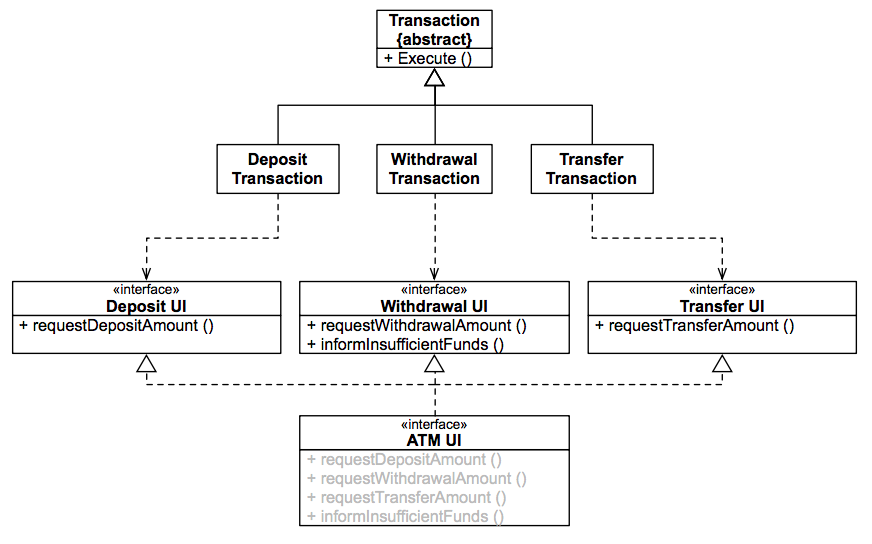 Transaction
{abstract}
+ Execute ()
Deposit
Transaction
Withdrawal
Transaction
Transfer
Transaction
«interface»
Deposit UI
+ requestDepositAmount ()
«interface»
Withdrawal UI
+ requestWithdrawalAmount ()
+ informInsufficientFunds ()
«interface»
Transfer UI
+ requestTransferAmount ()
«interface»
ATM UI
+ requestDepositAmount ()
+ requestWithdrawalAmount ()
+ requestTransferAmount ()
+ informInsufficientFunds ()